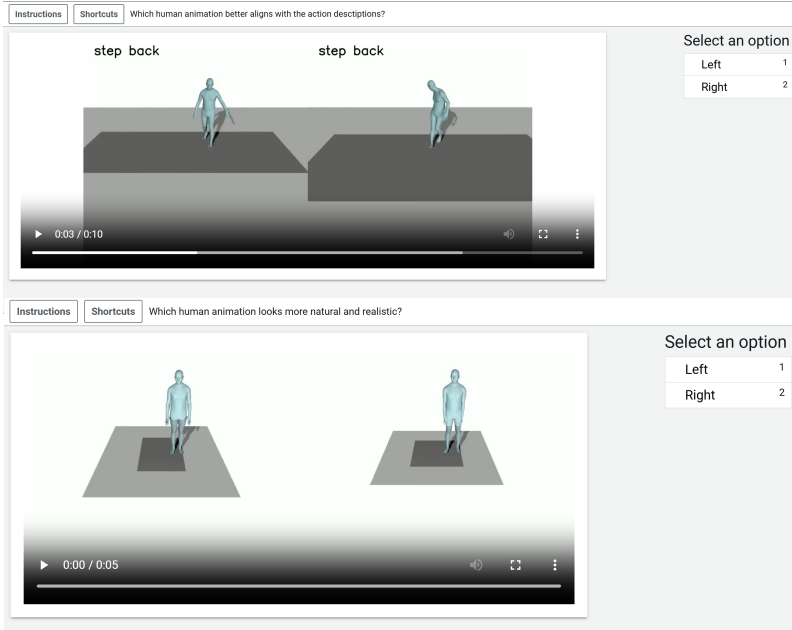 Instructions Shortcuts Which human animation better aligns with the action desctiptions?
step back step back
Select an option
Left 1
Right 2
0:03 / 0:10
Instructions Shortcuts Which human animation looks more natural and realistic?
Select an option
Left 1
Right 2
0:00 / 0:05